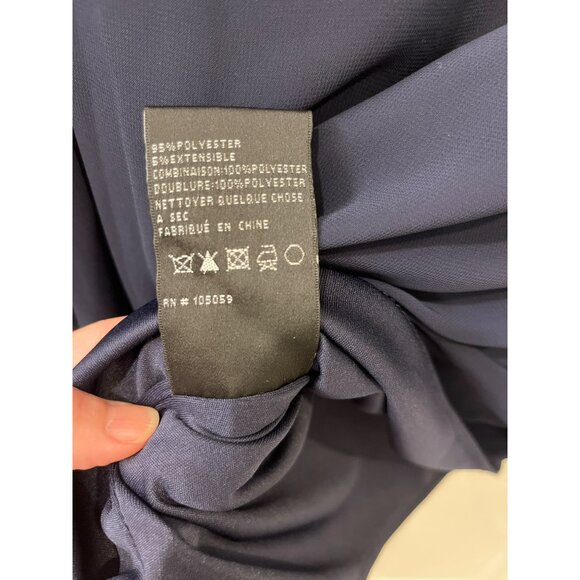 95%POLYESTER
5%EXTENSIBLE
COMBINAISON:100%POLYESTER
DOUBLURE:100%POLYESTER
NETTOYER QUELQUE CHOSE
A SEC
FABRIQUÉ EN CHINE
RN # 105059